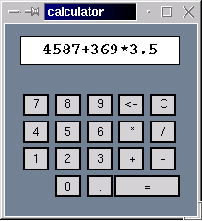 calculator
4587+369*3.5
7 8 9 <- C
4 5 6 * /
1 2 3 + -
0 . =